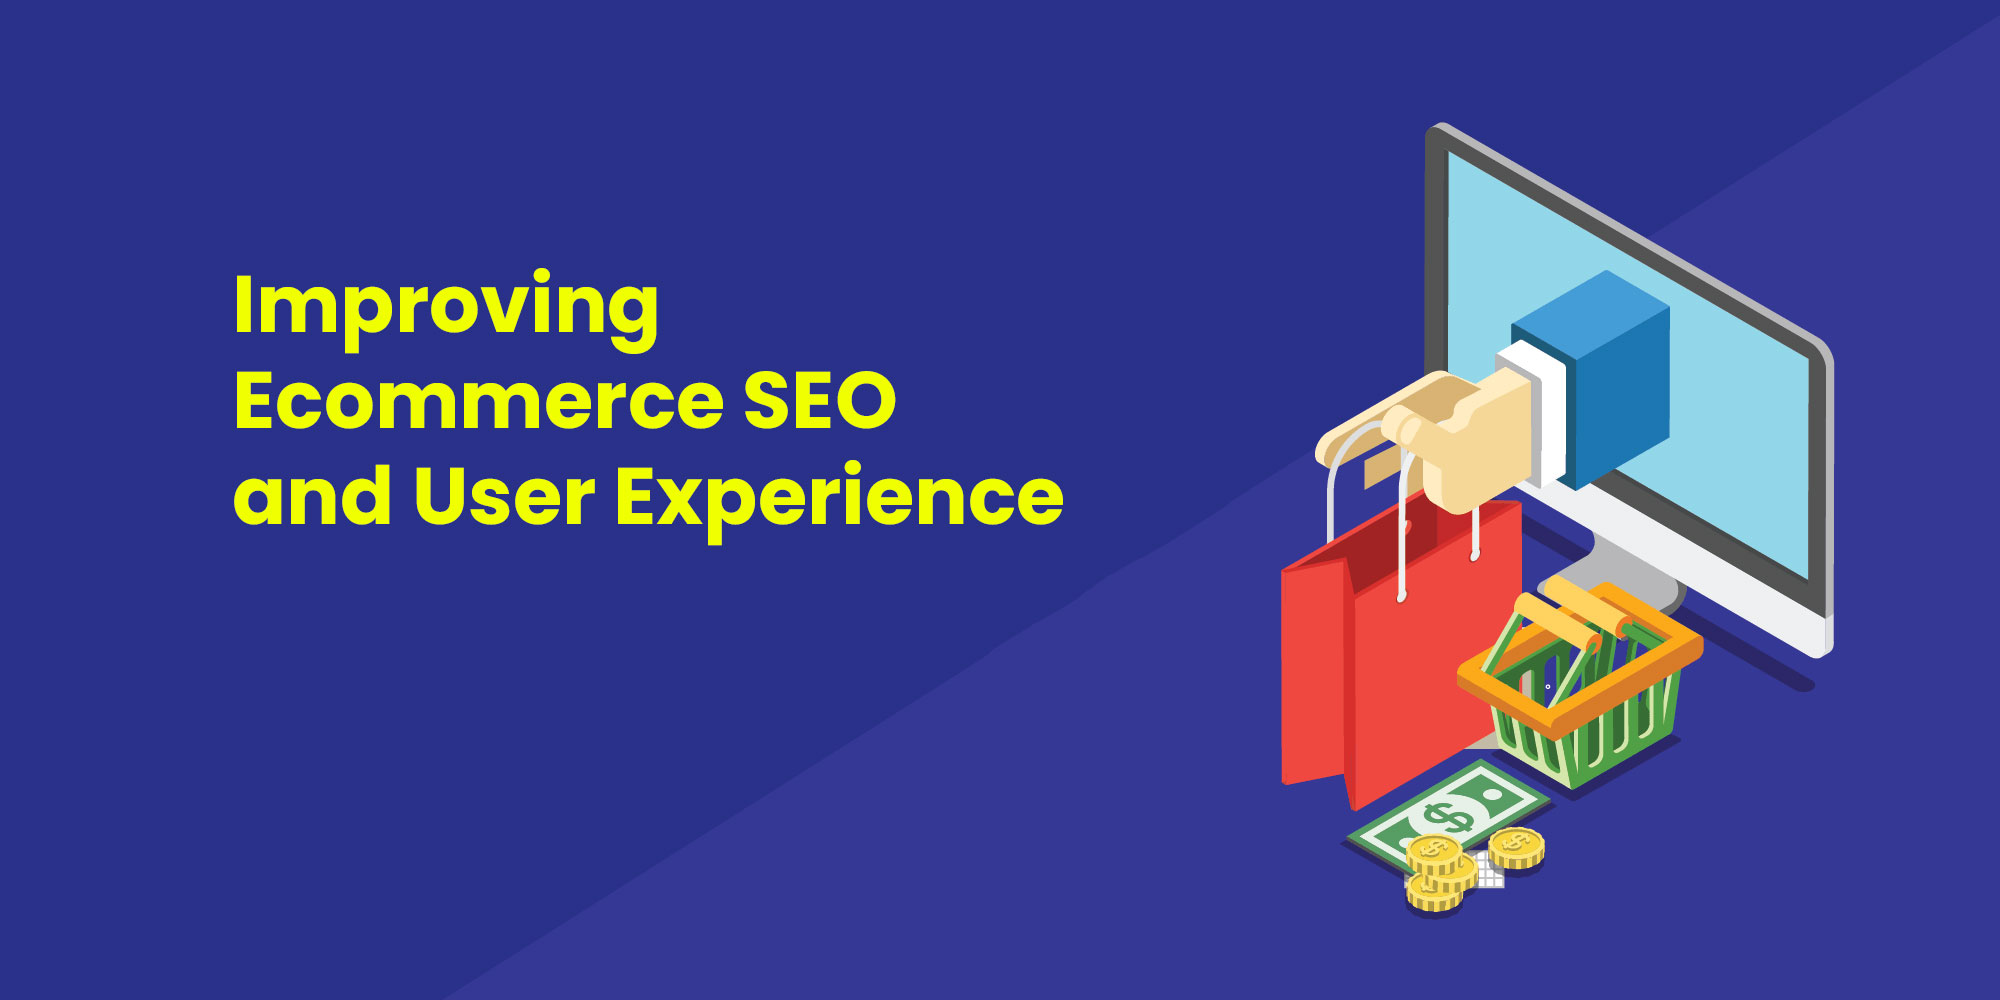 Improving
Ecommerce SEO
and User Experience
$
$
$